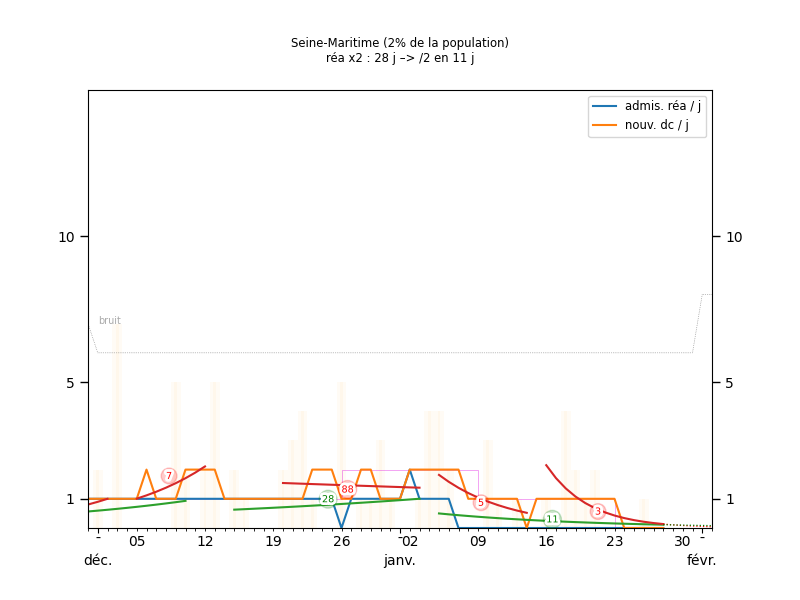 Seine-Maritime (2% de la population)
réa x2 : 28 j –> /2 en 11 j
admis. réa / j
nouv. dc / j
10 10
bruit
5 5
7
88
28
5
3
11
1 1
- 05 12 19 26 - 02 09 16 23 30 -
déc. janv. févr.